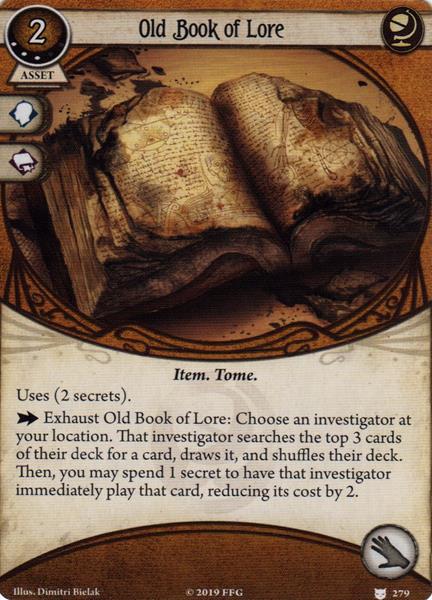 2
Old Book of Lore
ASSET
Item. Tome.
Uses (2 secrets).
Exhaust Old Book of Lore: Choose an investigator at
your location. That investigator searches the top 3 cards
of their deck for a card, draws it, and shuffles their deck.
Then, you may spend 1 secret to have that investigator
immediately play that card, reducing its cost by 2.
Illus. Dimitri Bielak
© 2019 FFG
279